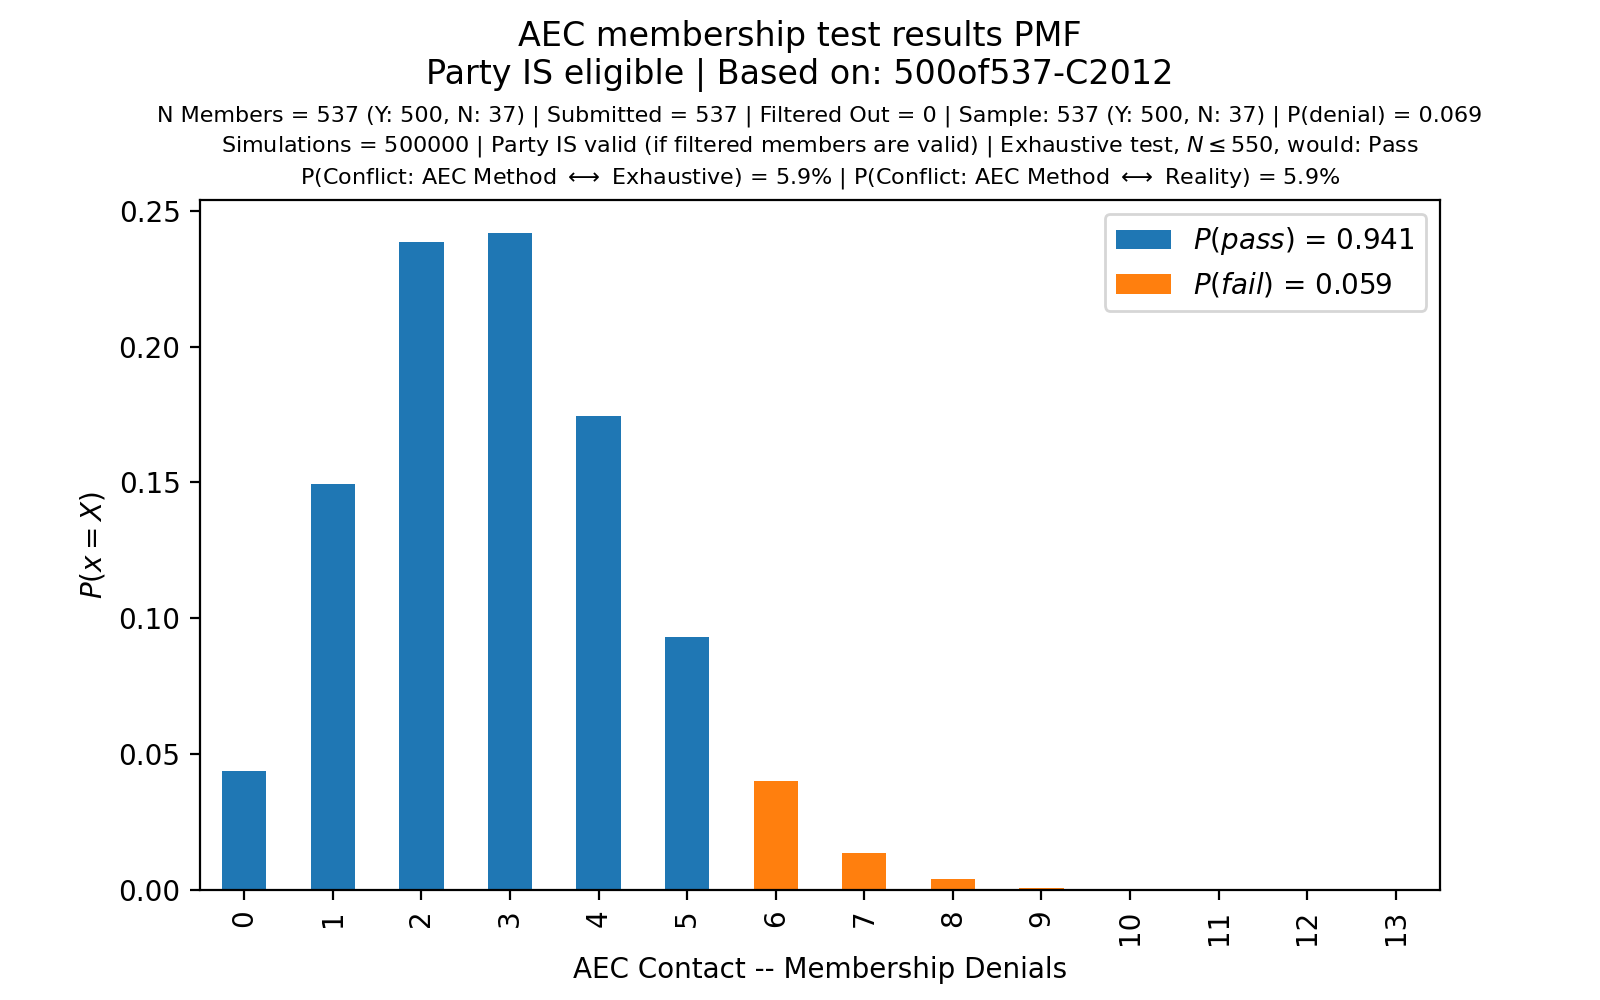 AEC membership test results PMF
Party IS eligible | Based on: 500of537-C2012
N Members = 537 (Y: 500, N: 37) | Submitted = 537 | Filtered Out = 0 | Sample: 537 (Y: 500, N: 37) | P(denial) = 0.069
Simulations = 500000 | Party IS valid (if filtered members are valid) | Exhaustive test, N ≤ 550, would: Pass
P(Conflict: AEC Method ⟷ Exhaustive) = 5.9% | P(Conflict: AEC Method ⟷ Reality) = 5.9%
P(pass) = 0.941
P(fail) = 0.059
P(x = X)
0.25
0.20
0.15
0.10
0.05
0.00
0 1 2 3 4 5 6 7 8 9 10 11 12 13
AEC Contact -- Membership Denials